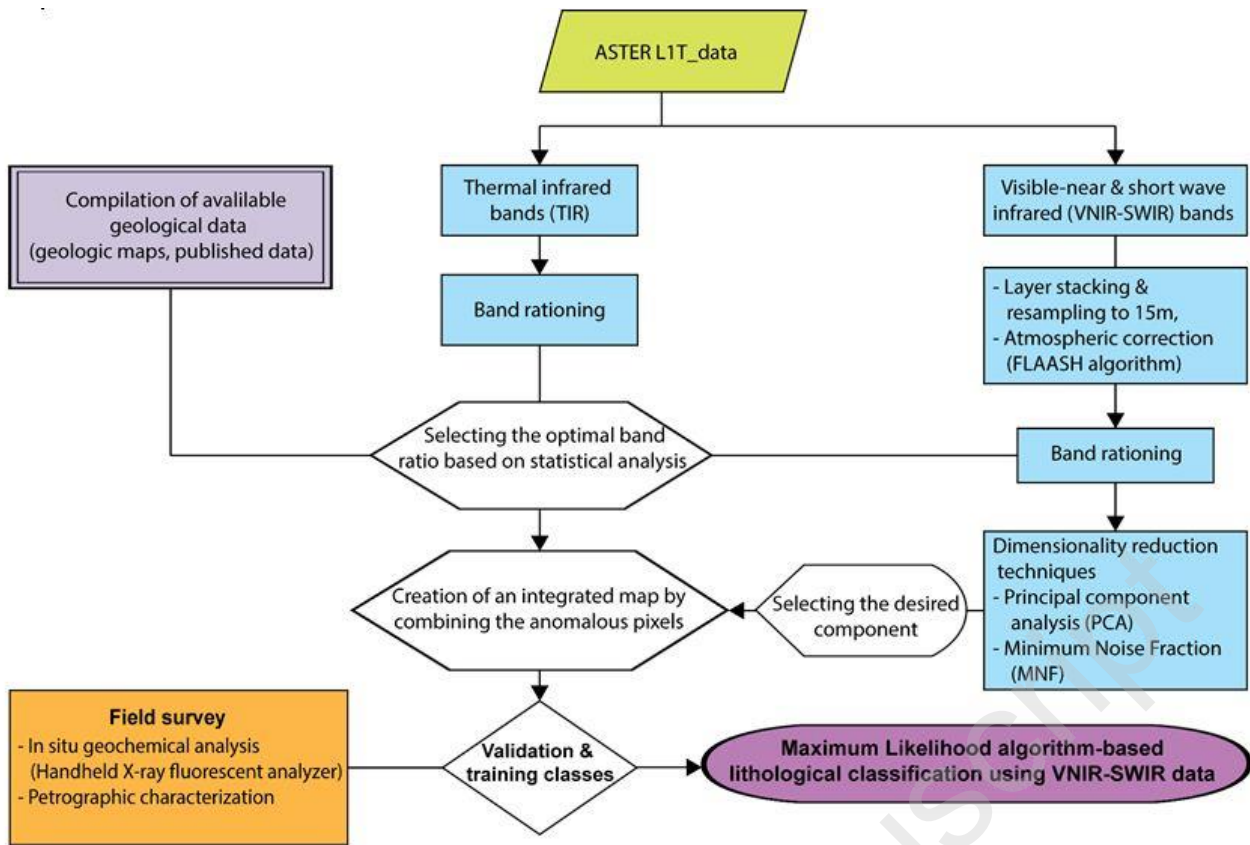 ASTER L1T_data
Compilation of avalilable
geological data
(geologic maps, published data)
Thermal infrared
bands (TIR)
Visible-near & short wave
infrared (VNIR-SWIR) bands
Band rationing
- Layer stacking &
resampling to 15m,
- Atmospheric correction
(FLAASH algorithm)
Selecting the optimal band
ratio based on statistical analysis
Band rationing
Creation of an integrated map by
combining the anomalous pixels
Selecting the desired
component
Dimensionality reduction
techniques
- Principal component
analysis (PCA)
- Minimum Noise Fraction
(MNF)
Field survey
- In situ geochemical analysis
(Handheld X-ray fluorescent analyzer)
- Petrographic characterization
Validation &
training classes
Maximum Likelihood algorithm-based
lithological classification using VNIR-SWIR data